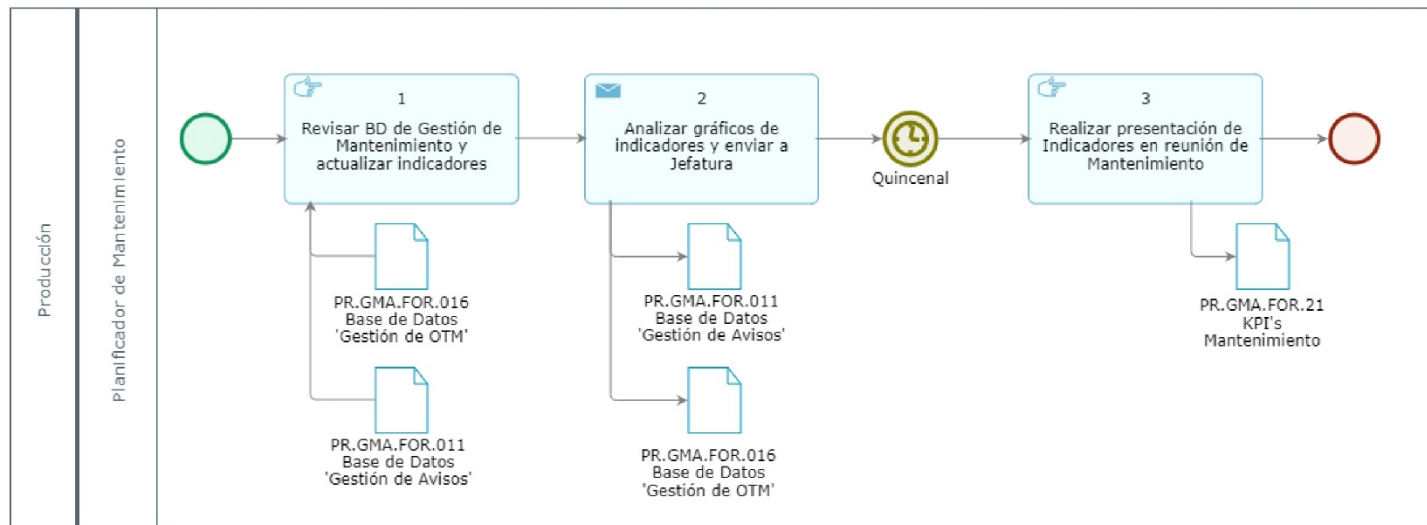 Producción
Planificador de Mantenimiento
1
Revisar BD de Gestión de
Mantenimiento y
actualizar indicadores
2
Analizar gráficos de
indicadores y enviar a
Jefatura
Quincenal
3
Realizar presentación de
Indicadores en reunión de
Mantenimiento
PR.GMA.FOR.016
Base de Datos
'Gestión de OTM'
PR.GMA.FOR.011
Base de Datos
'Gestión de Avisos'
PR.GMA.FOR.011
Base de Datos
'Gestión de Avisos'
PR.GMA.FOR.016
Base de Datos
'Gestión de OTM'
PR.GMA.FOR.21
KPI's
Mantenimiento